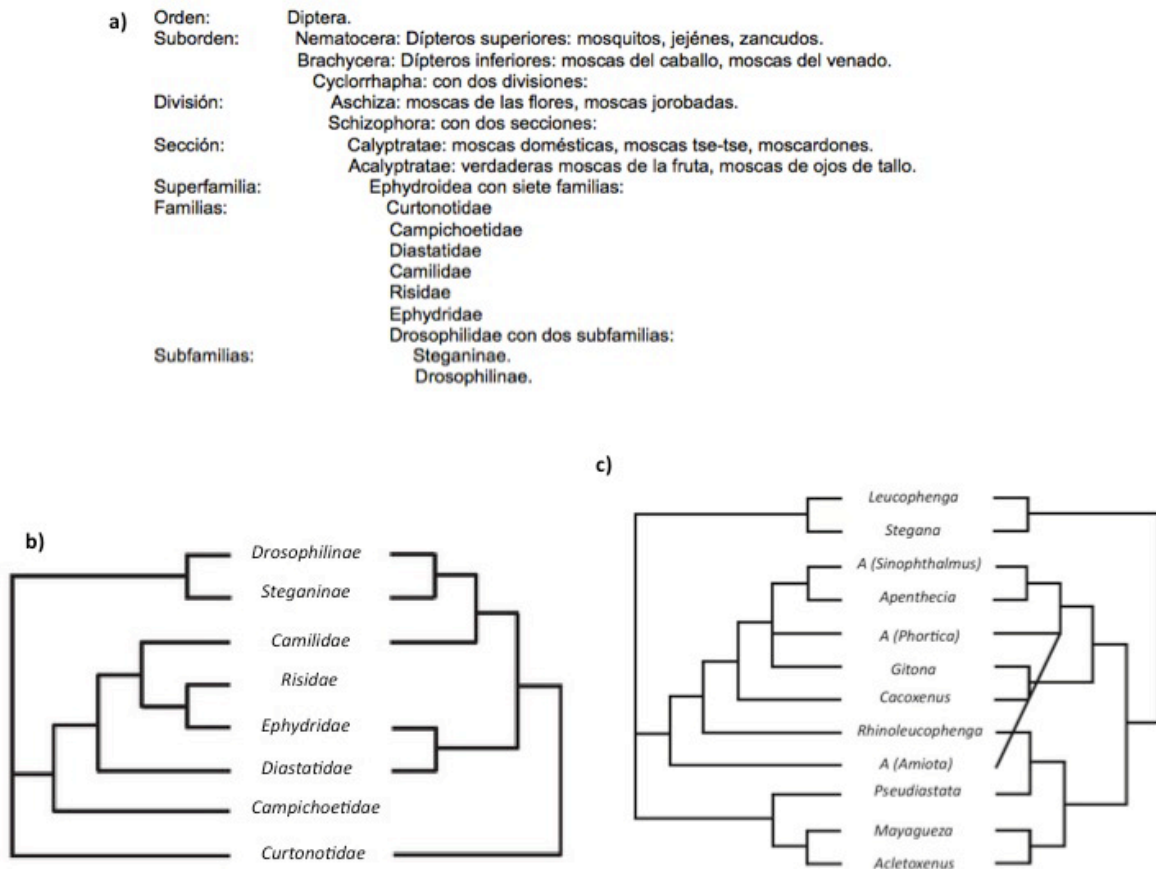 a)
Orden: Diptera.
Suborden: Nematocera: Dípteros superiores: mosquitos, jejénes, zancudos.
Brachycera: Dípteros inferiores: moscas del caballo, moscas del venado.
Cyclorrhapha: con dos divisiones:
División: Aschiza: moscas de las flores, moscas jorobadas.
Schizophora: con dos secciones:
Sección: Calyptratae: moscas domésticas, moscas tse-tse, moscardones.
Acalyptratae: verdaderas moscas de la fruta, moscas de ojos de tallo.
Superfamilia: Ephydroidea con siete familias:
Familias: Curtonotidae
Campichoetidae
Diastatidae
Camilidae
Risidae
Ephydridae
Drosophilidae con dos subfamilias:
Subfamilias: Steganinae.
Drosophilinae.
b)
Drosophilinae
Steganinae
Camilidae
Risidae
Ephydridae
Diastatidae
Campichoetidae
Curtonotidae
c)
Leucophenga
Stegana
A (Sinophthalmus)
Apenthecia
A (Phortica)
Gitona
Cacoxenus
Rhinoleucophenga
A (Amiota)
Pseudiastata
Mayagueza
Acletoxenus